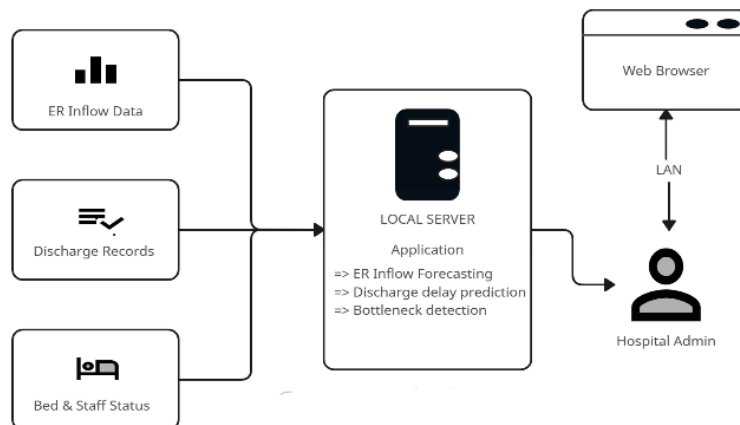 ER Inflow Data
Discharge Records
Bed & Staff Status
LOCAL SERVER
Application
=> ER Inflow Forecasting
=> Discharge delay prediction
=> Bottleneck detection
Web Browser
LAN
Hospital Admin